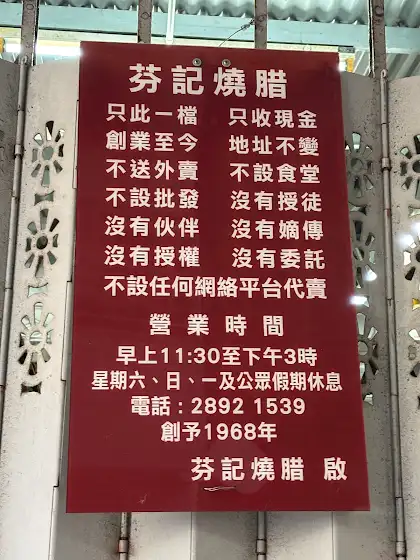 芬記燒腊
只此一檔 只收現金
創業至今 地址不變
不送外賣 不設食堂
不設批發 沒有授徒
沒有伙伴 沒有嫡傳
沒有授權 沒有委託
不設任何網絡平台代賣
營業時間
早上11:30至下午3時
星期六、日、一及公眾假期休息
電話：2892 1539
創予1968年
芬記燒腊 啟